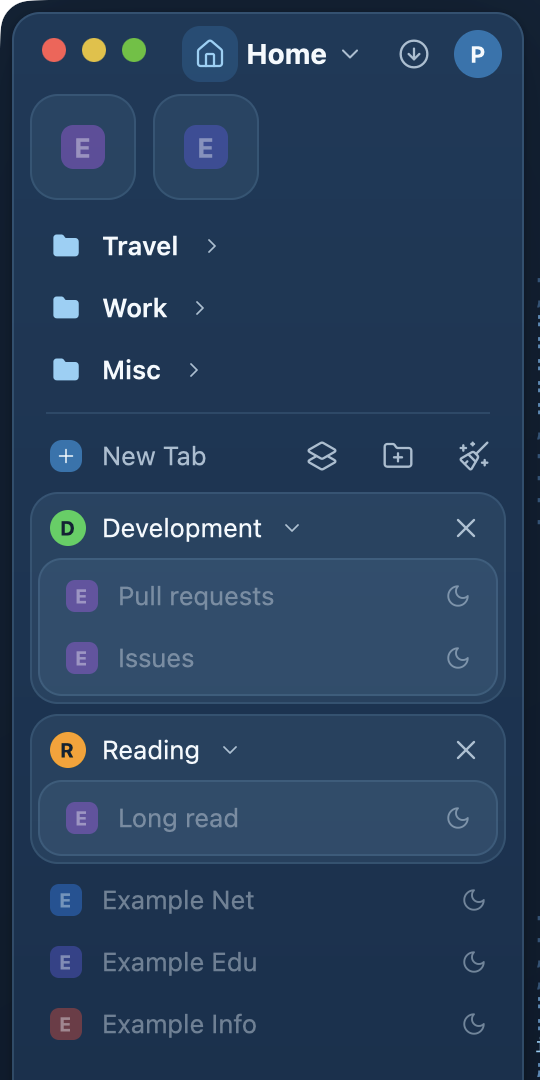 Home P
E E
Travel
Work
Misc
New Tab
D Development
E Pull requests
E Issues
R Reading
E Long read
E Example Net
E Example Edu
E Example Info